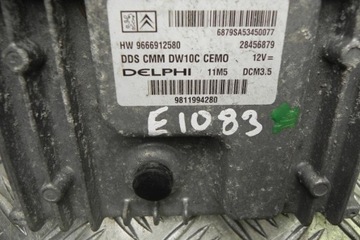 6879SA53450077
HW 9666912580 28456879
DDS CMM DW10C CEMO 12V=
DELPHI 11M5 DCM3.5
9811994280
E1083